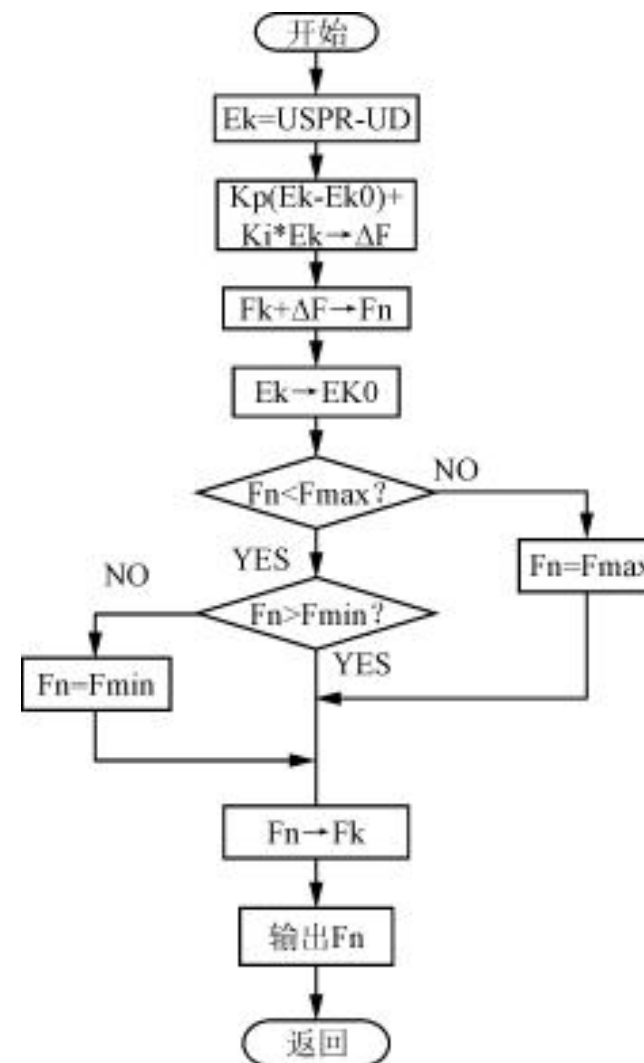 开始
Ek=USPR-UD
Kp(Ek-Ek0)+
Ki*Ek→ΔF
Fk+ΔF→Fn
Ek→EK0
Fn<Fmax?
NO
YES
Fn=Fmax
NO
Fn>Fmin?
YES
Fn=Fmin
Fn→Fk
输出Fn
返回